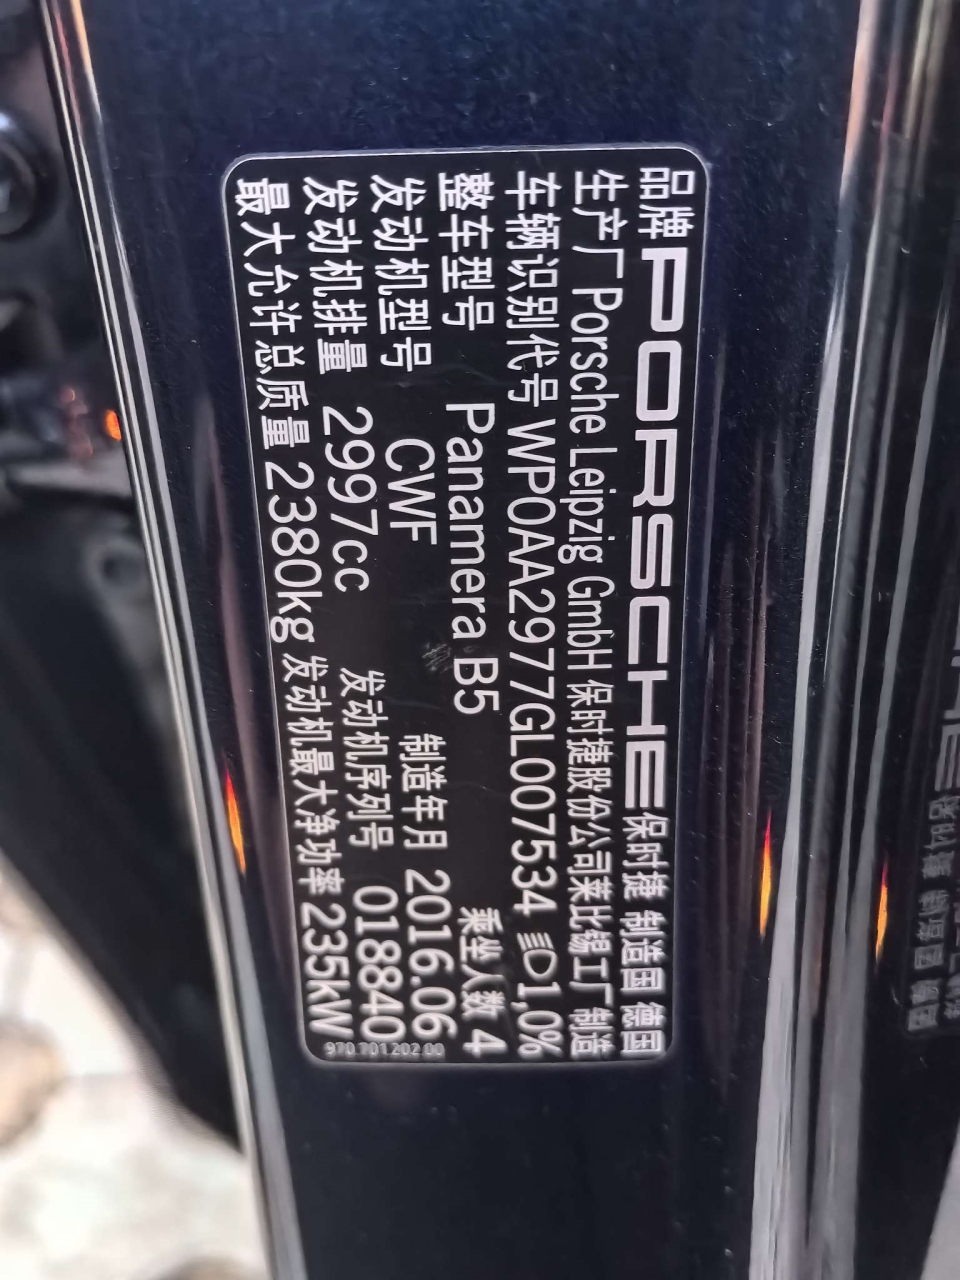 品牌 PORSCHE 保时捷 制造国 德国
生产厂 Porsche Leipzig GmbH 保时捷股份公司莱比锡工厂制造
车辆识别代号 WP0AA2977GL007534 1,0%
整车型号 Panamera B5 乘坐人数 4
发动机型号 CWF 制造年月 2016.06
发动机排量 2997cc 发动机序列号 018840
最大允许总质量 2380kg 发动机最大净功率 235kW
970.701.202.00